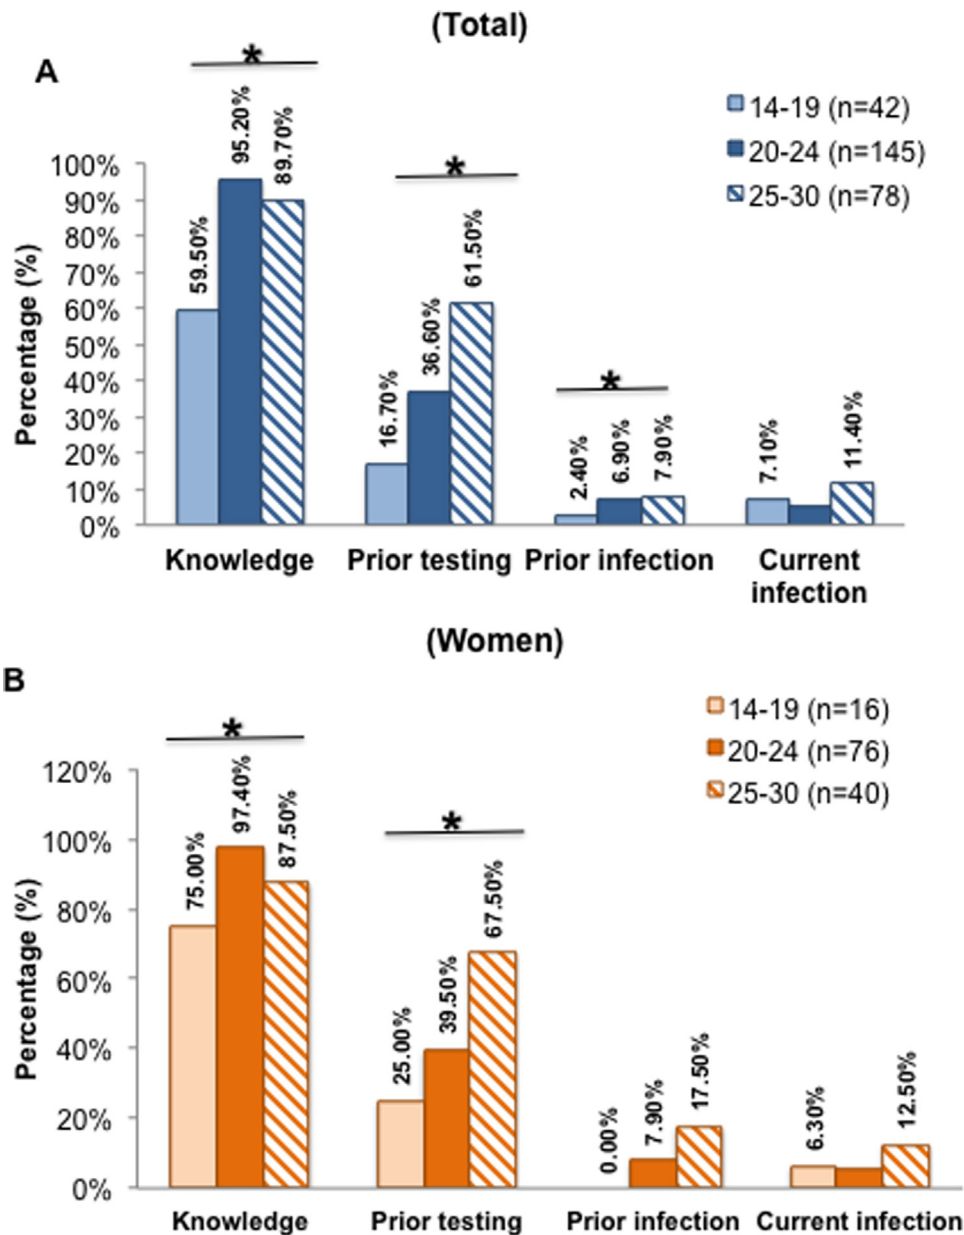 (Total)
A
*
*
*
14-19 (n=42)
20-24 (n=145)
25-30 (n=78)
Percentage (%)
100%
90%
80%
70%
60%
50%
40%
30%
20%
10%
0%
59.50%
95.20%
89.70%
16.70%
36.60%
61.50%
2.40%
6.90%
7.90%
7.10%
11.40%
Knowledge
Prior testing
Prior infection
Current
infection
(Women)
B
*
*
14-19 (n=16)
20-24 (n=76)
25-30 (n=40)
Percentage (%)
120%
100%
80%
60%
40%
20%
0%
75.00%
97.40%
87.50%
25.00%
39.50%
67.50%
0.00%
7.90%
17.50%
6.30%
12.50%
Knowledge
Prior testing
Prior infection
Current infection